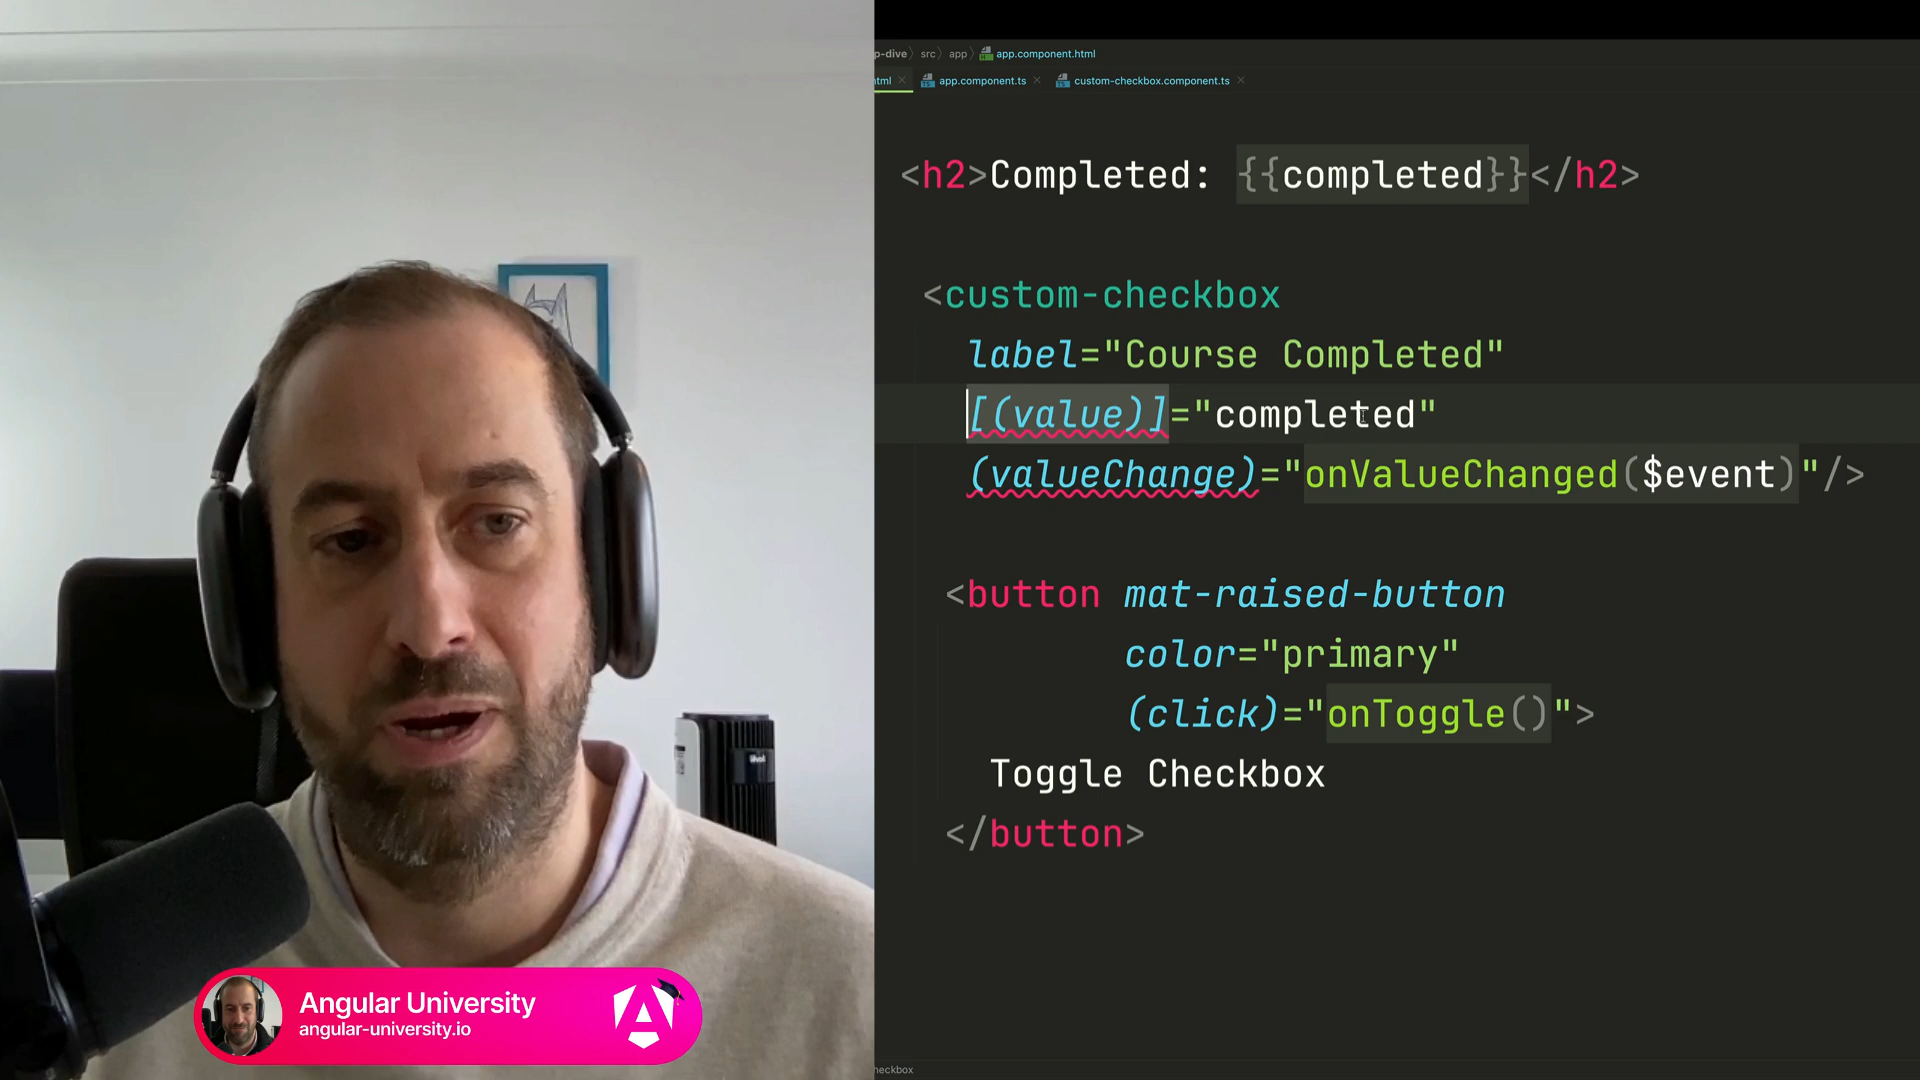 p-dive src app app.component.html
html app.component.ts custom-checkbox.component.ts
<h2>Completed: {{completed}}</h2>
<custom-checkbox
label="Course Completed"
[(value)]="completed"
(valueChange)="onValueChanged($event)"/>
<button mat-raised-button
color="primary"
(click)="onToggle()">
Toggle Checkbox
</button>
heckbox
Angular University
angular-university.io